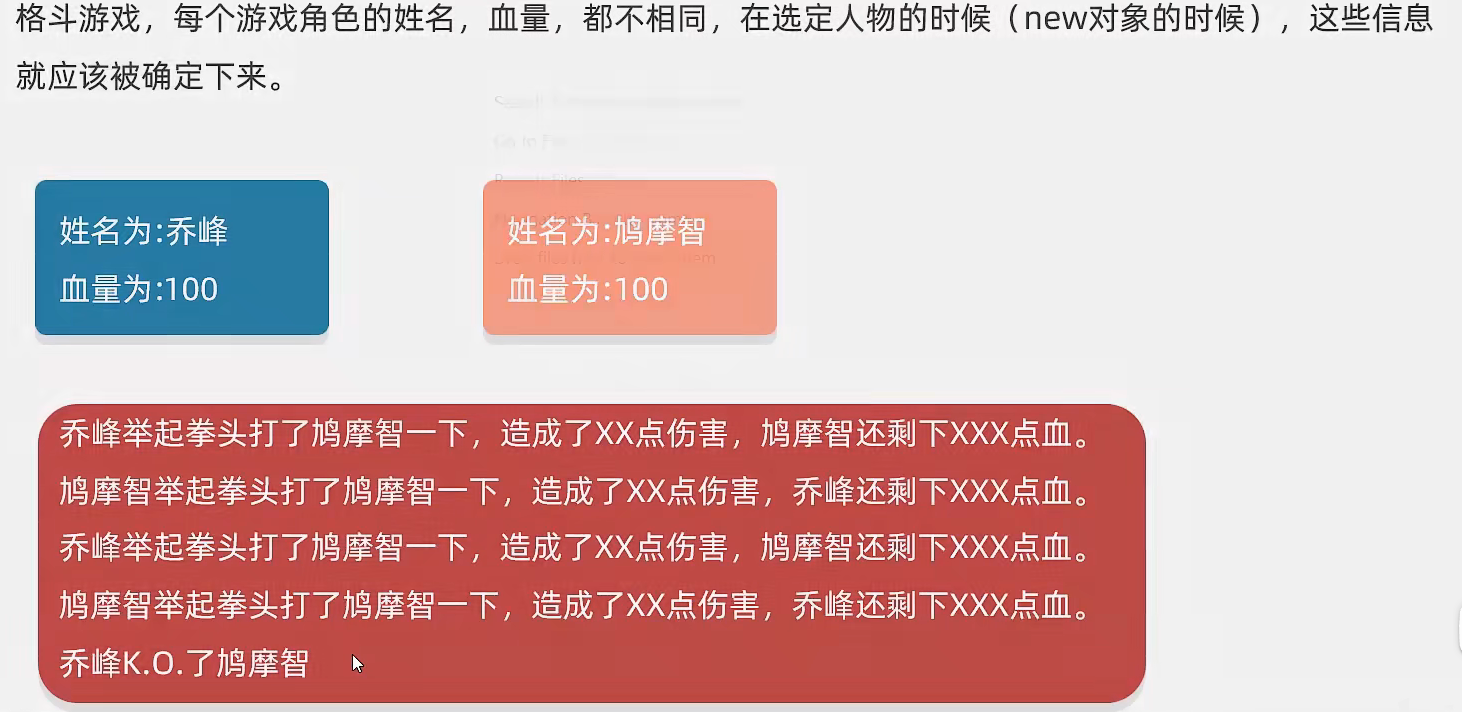 格斗游戏，每个游戏角色的姓名，血量，都不相同，在选定人物的时候（new对象的时候），这些信息
就应该被确定下来。
姓名为:乔峰
血量为:100
姓名为:鸠摩智
血量为:100
乔峰举起拳头打了鸠摩智一下，造成了XX点伤害，鸠摩智还剩下XXX点血。
鸠摩智举起拳头打了鸠摩智一下，造成了XX点伤害，乔峰还剩下XXX点血。
乔峰举起拳头打了鸠摩智一下，造成了XX点伤害，鸠摩智还剩下XXX点血。
鸠摩智举起拳头打了鸠摩智一下，造成了XX点伤害，乔峰还剩下XXX点血。
乔峰K.O.了鸠摩智